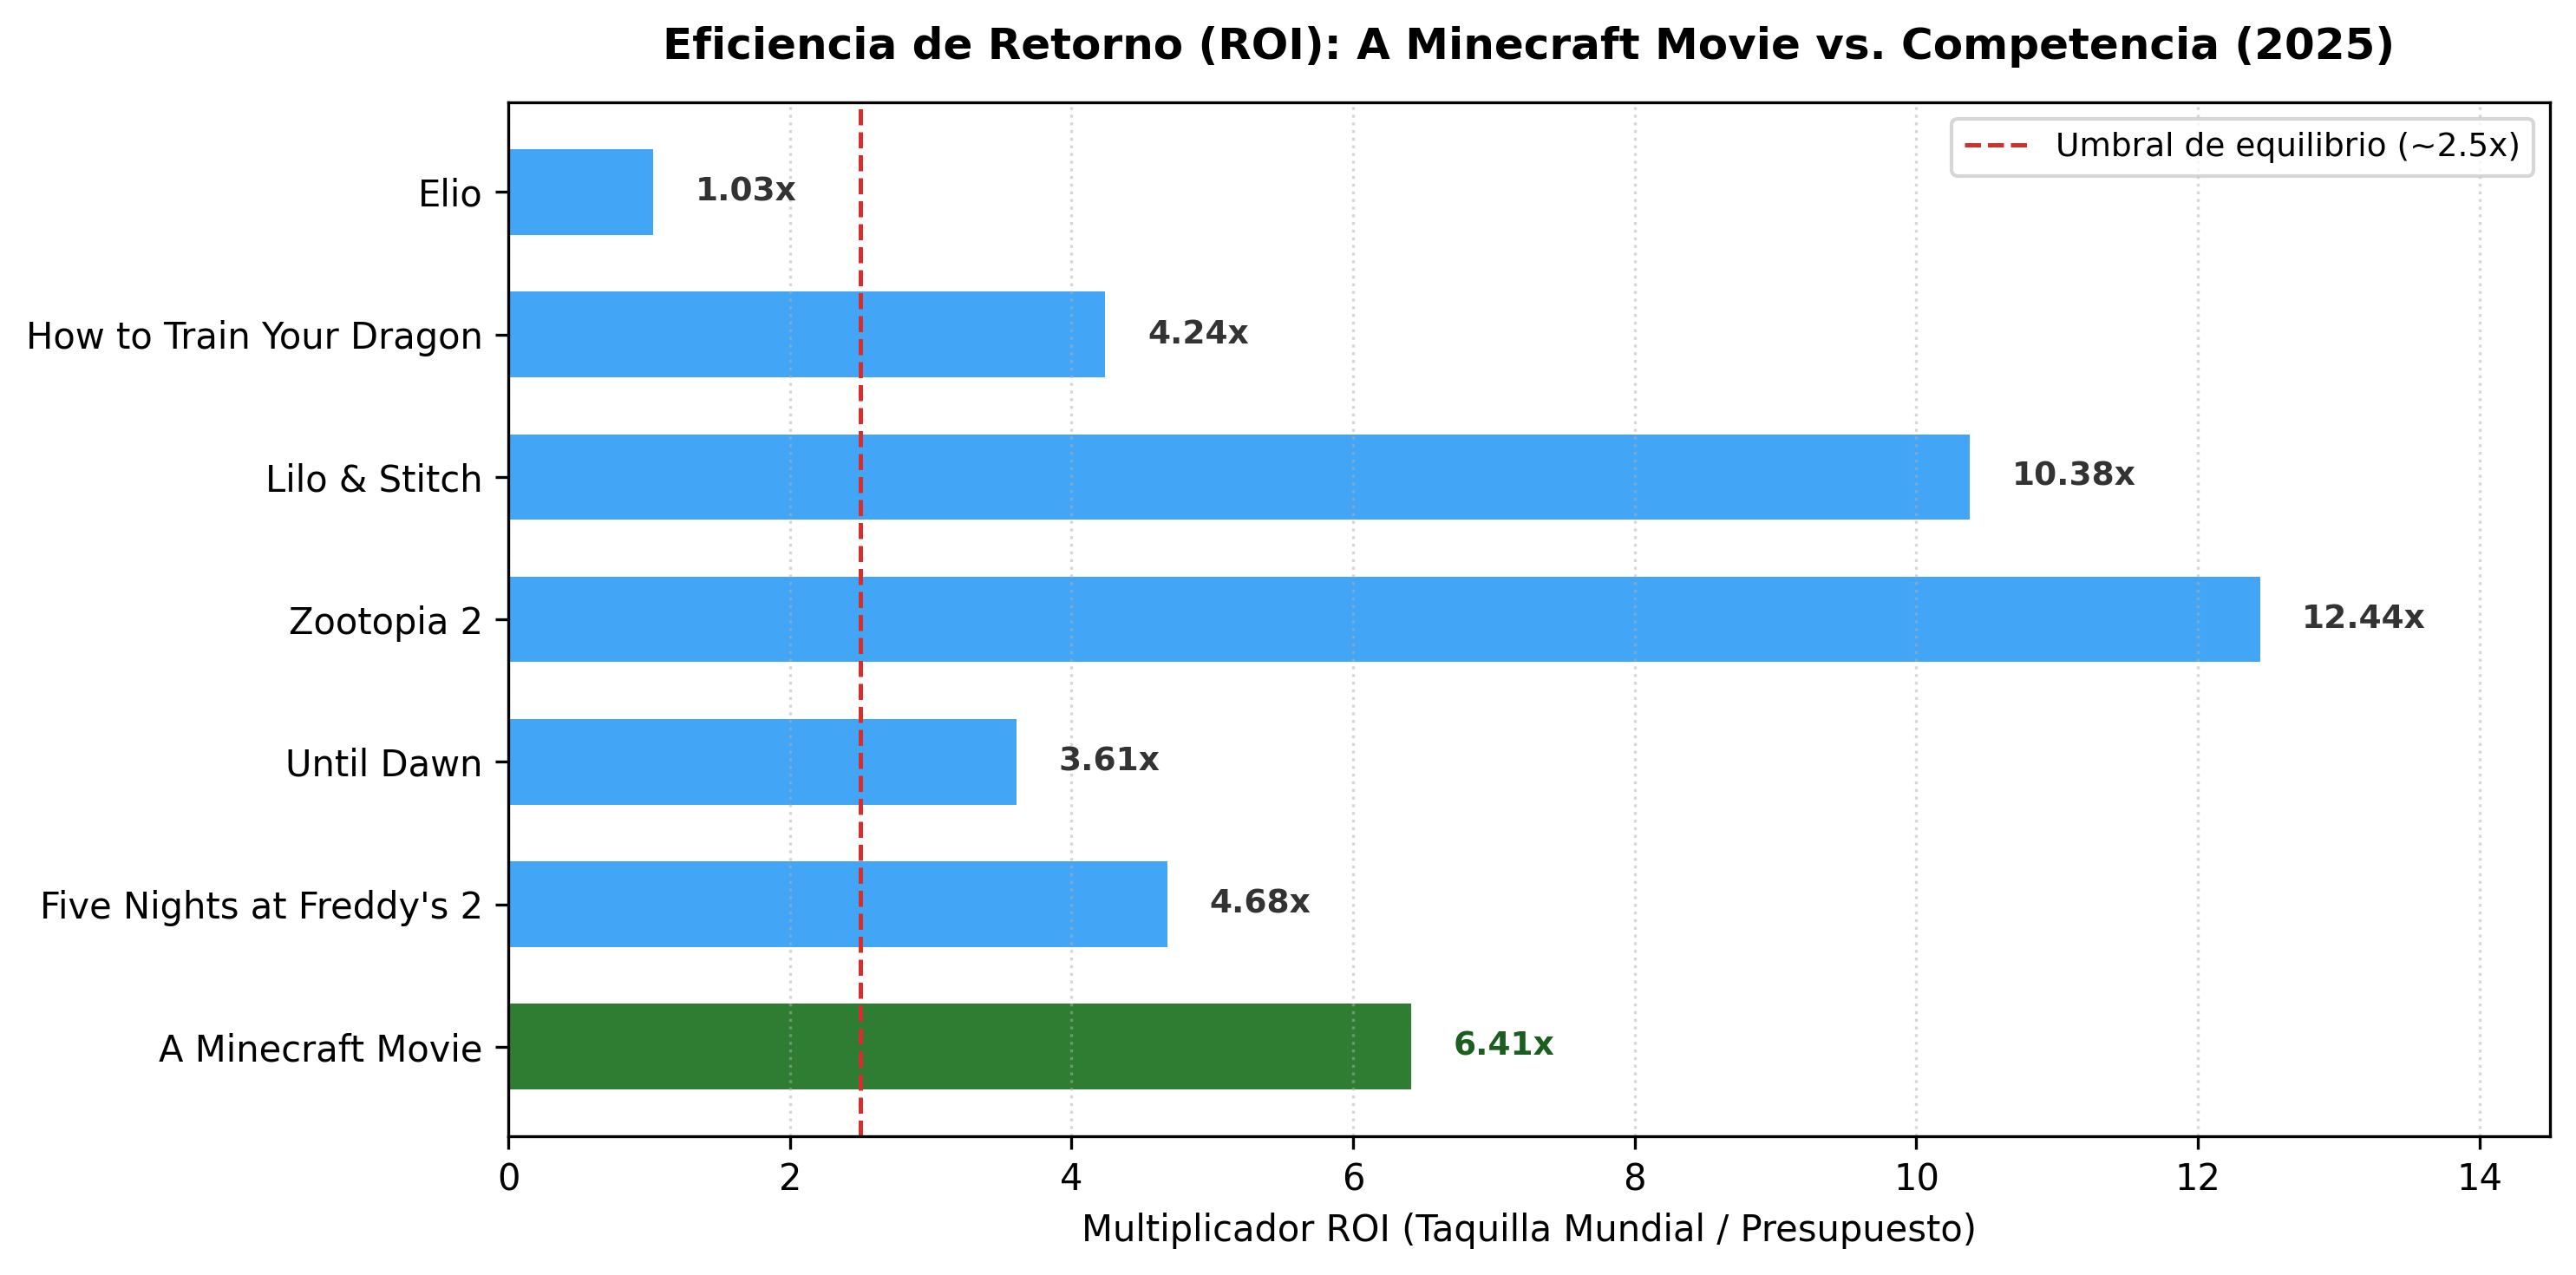 Eficiencia de Retorno (ROI): A Minecraft Movie vs. Competencia (2025)
Umbral de equilibrio (~2.5x)
Elio
1.03x
How to Train Your Dragon
4.24x
Lilo & Stitch
10.38x
Zootopia 2
12.44x
Until Dawn
3.61x
Five Nights at Freddy's 2
4.68x
A Minecraft Movie
6.41x
0 2 4 6 8 10 12 14
Multiplicador ROI (Taquilla Mundial / Presupuesto)